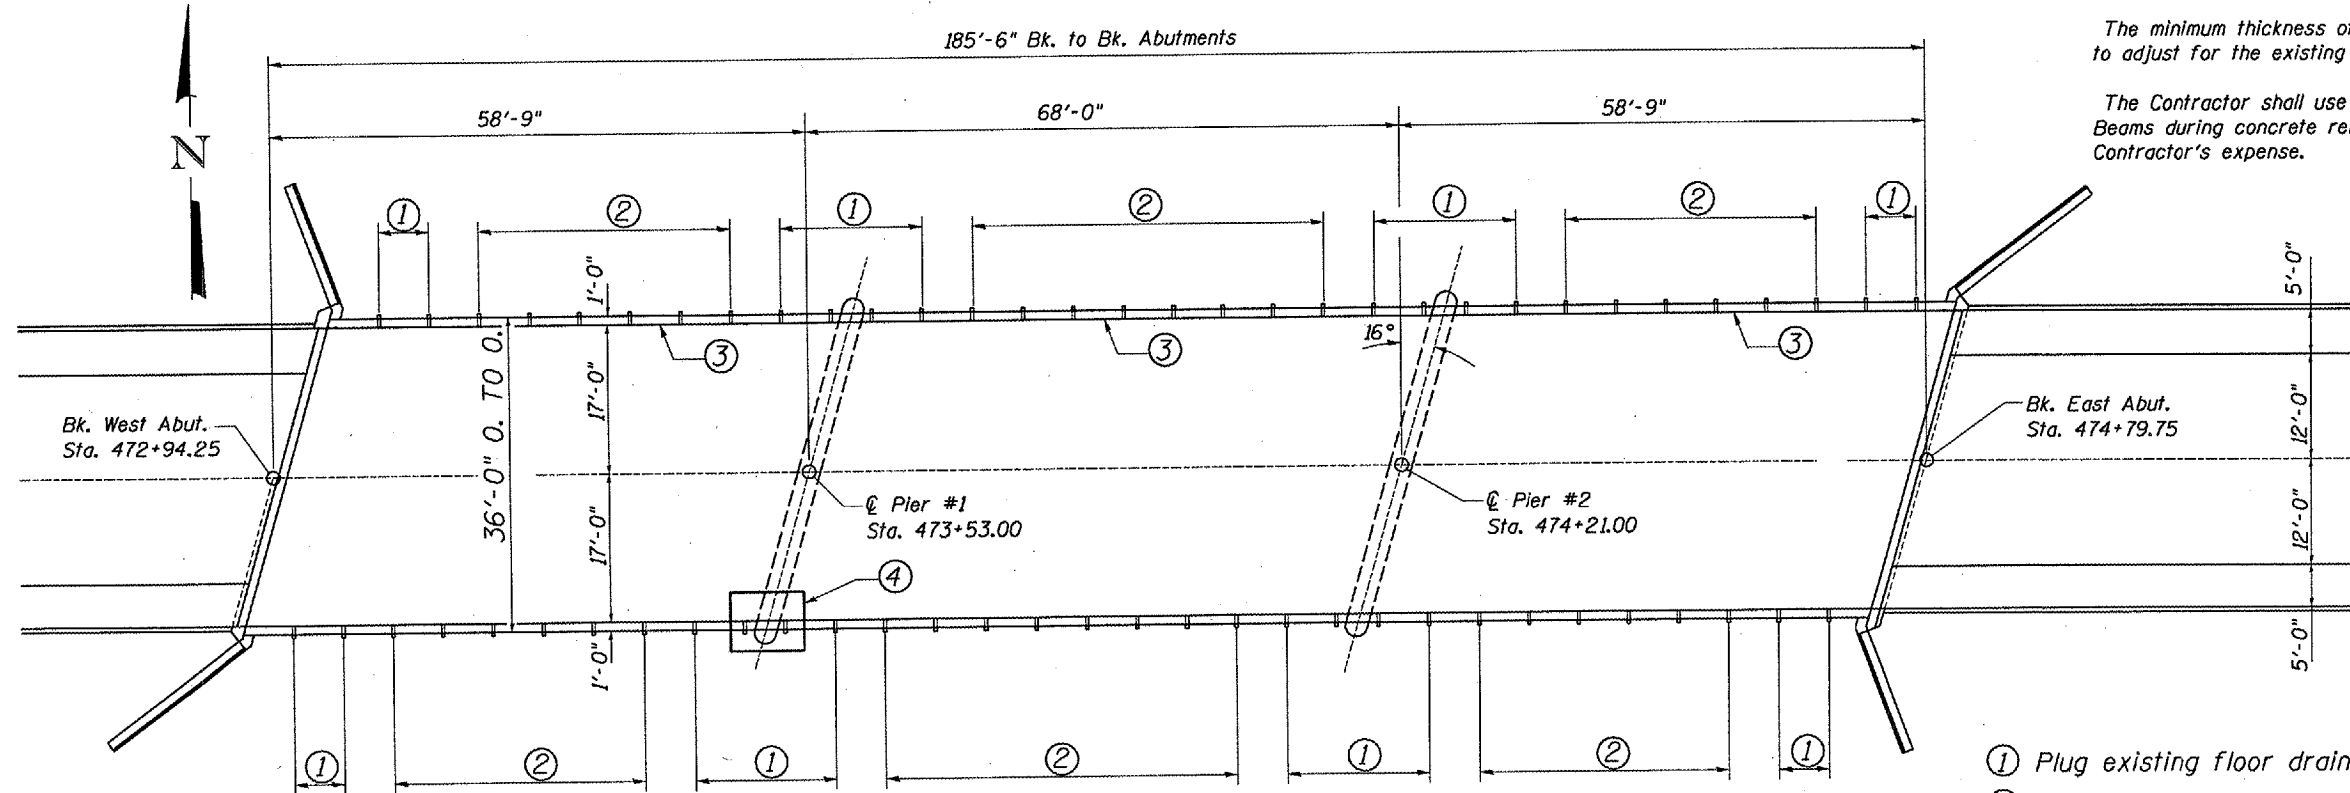 185'-6" Bk. to Bk. Abutments
The minimum thickness of
to adjust for the existing
58'-9"
68'-0"
58'-9"
The Contractor shall use
Beams during concrete re
Contractor's expense.
N
1
2
1
2
1
2
1
1'-0"
5'-0"
3
3
16°
3
36'-0" O. TO O.
17'-0"
12'-0"
Bk. West Abut.
Sta. 472+94.25
Bk. East Abut.
Sta. 474+79.75
℄ Pier #1
Sta. 473+53.00
℄ Pier #2
Sta. 474+21.00
17'-0"
12'-0"
4
1'-0"
5'-0"
1
2
1
2
1
2
1
1 Plug existing floor drain